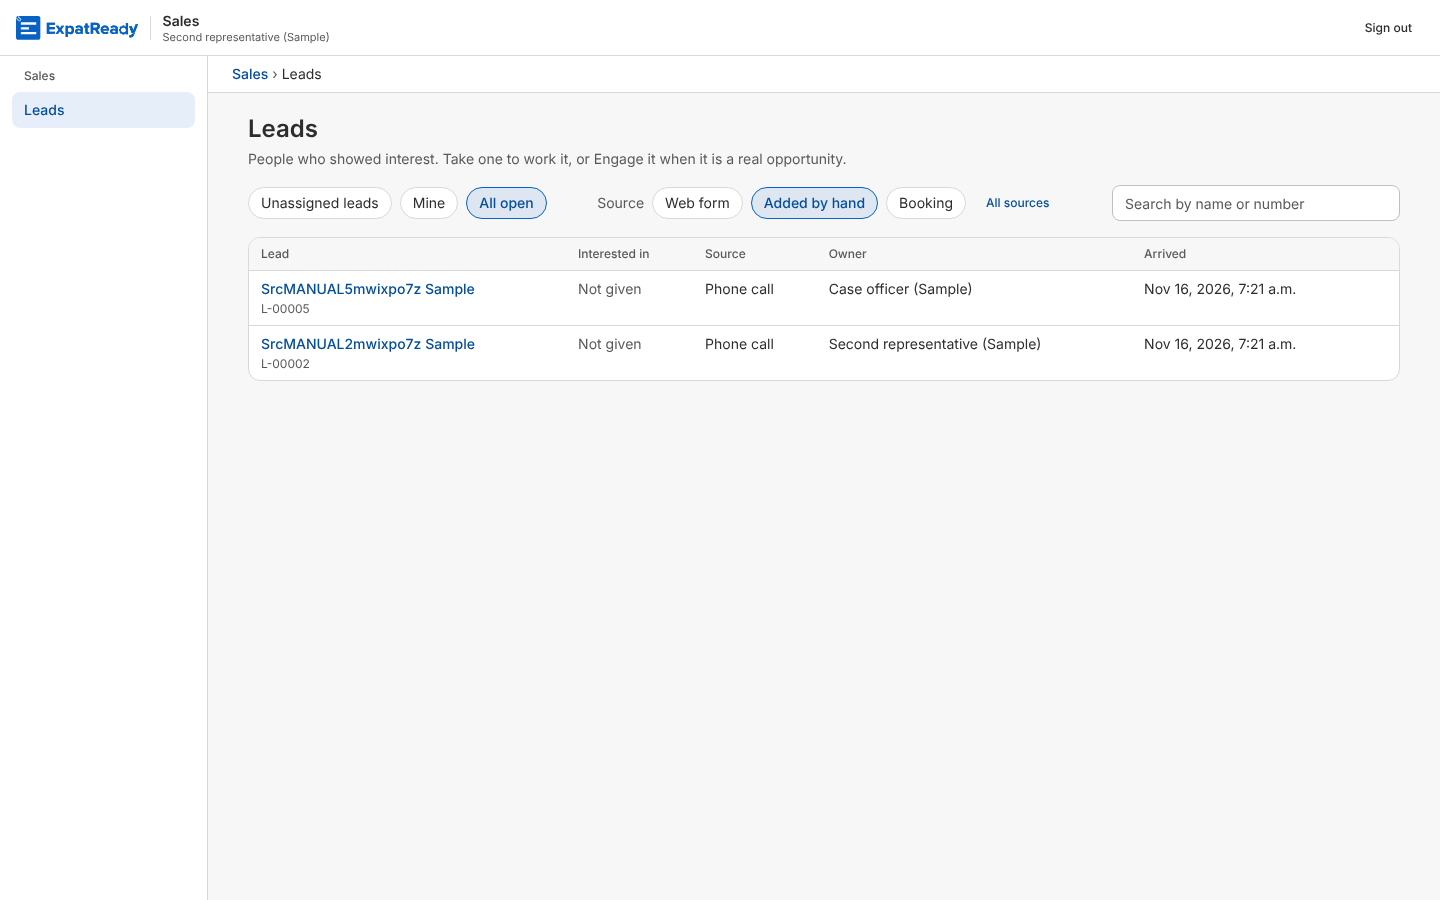 ExpatReady
Sales
Second representative (Sample)
Sign out
Sales
Leads
Sales › Leads
Leads
People who showed interest. Take one to work it, or Engage it when it is a real opportunity.
Unassigned leads Mine All open Source Web form Added by hand Booking All sources Search by name or number
Lead Interested in Source Owner Arrived
SrcMANUAL5mwixpo7z Sample Not given Phone call Case officer (Sample) Nov 16, 2026, 7:21 a.m.
L-00005
SrcMANUAL2mwixpo7z Sample Not given Phone call Second representative (Sample) Nov 16, 2026, 7:21 a.m.
L-00002